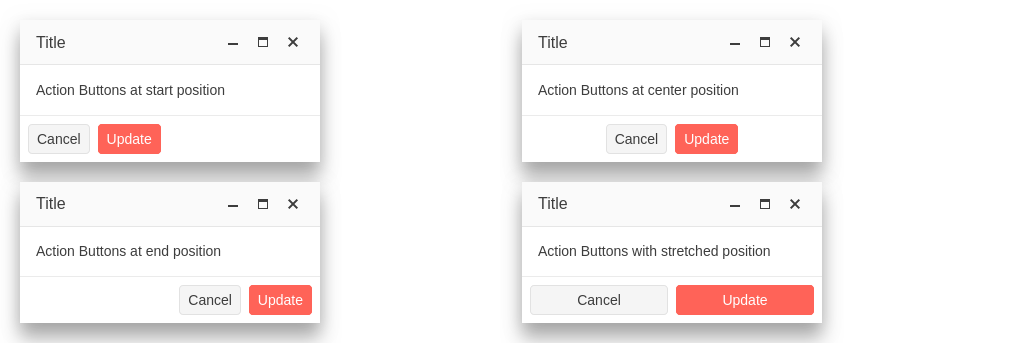 Title
Action Buttons at start position
Cancel Update
Title
Action Buttons at center position
Cancel Update
Title
Action Buttons at end position
Cancel Update
Title
Action Buttons with stretched position
Cancel Update